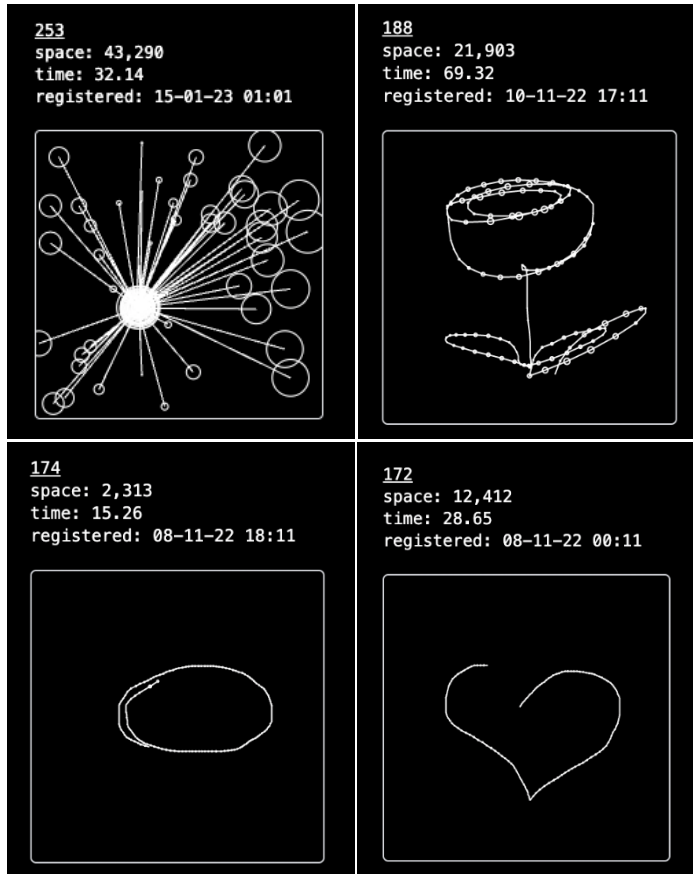 253
space: 43,290
time: 32.14
registered: 15-01-23 01:01
188
space: 21,903
time: 69.32
registered: 10-11-22 17:11
174
space: 2,313
time: 15.26
registered: 08-11-22 18:11
172
space: 12,412
time: 28.65
registered: 08-11-22 00:11